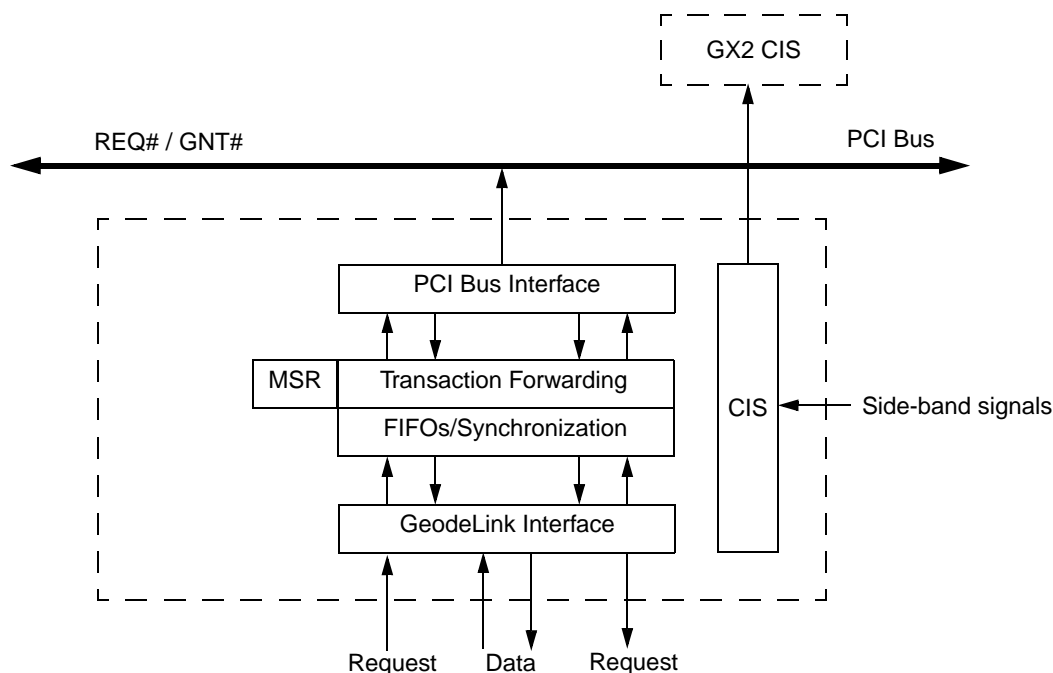 GX2 CIS
REQ# / GNT#
PCI Bus
PCI Bus Interface
MSR
Transaction Forwarding
CIS
Side-band signals
FIFOs/Synchronization
GeodeLink Interface
Request
Data
Request